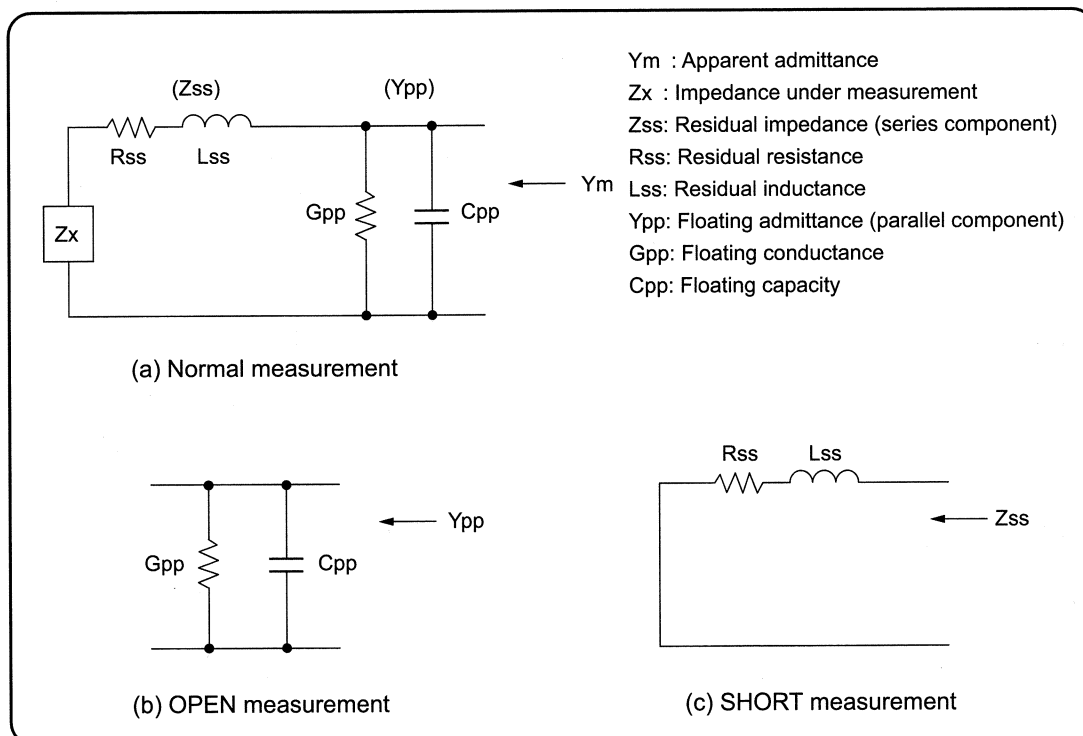 (Zss)
(Ypp)
Rss
Lss
Gpp
Cpp
Ym
Zx
(a) Normal measurement
Ym : Apparent admittance
Zx : Impedance under measurement
Zss: Residual impedance (series component)
Rss: Residual resistance
Lss: Residual inductance
Ypp: Floating admittance (parallel component)
Gpp: Floating conductance
Cpp: Floating capacity
Gpp
Cpp
Ypp
(b) OPEN measurement
Rss
Lss
Zss
(c) SHORT measurement